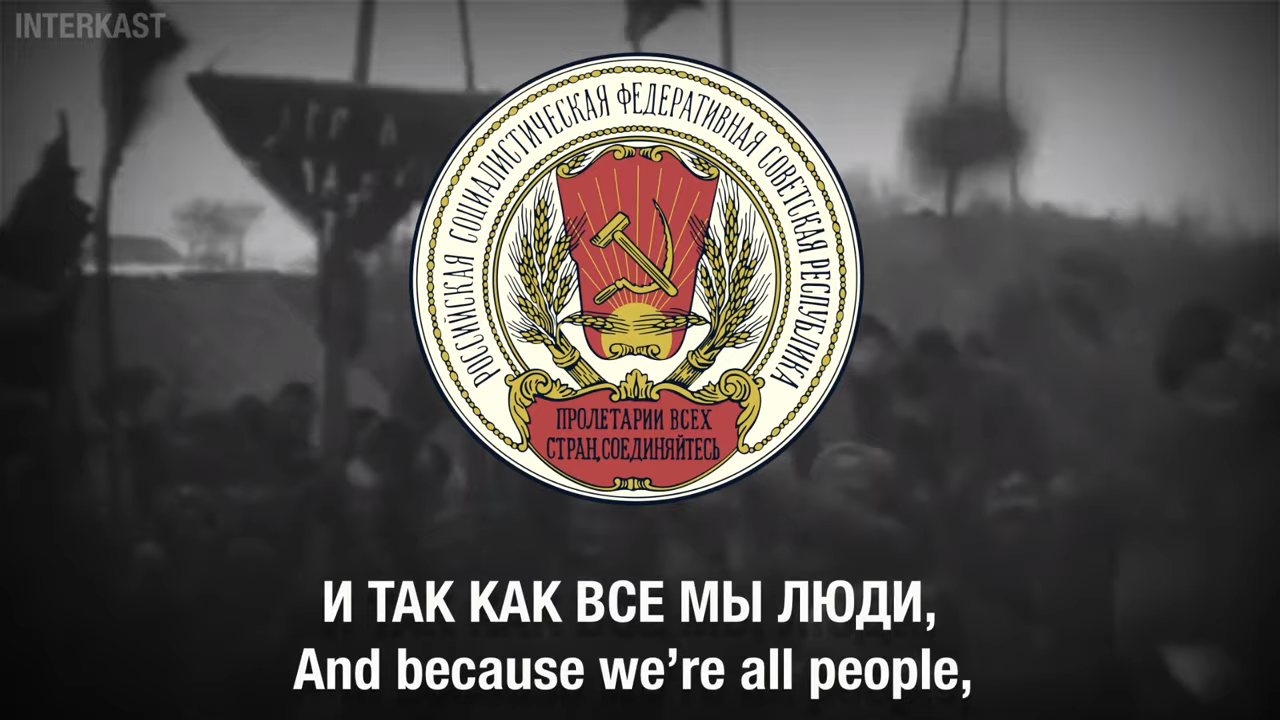 INTERKAST
РОССИЙСКАЯ СОЦИАЛИСТИЧЕСКАЯ ФЕДЕРАТИВНАЯ СОВЕТСКАЯ РЕСПУБЛИКА
ПРОЛЕТАРИИ ВСЕХ
СТРАН, СОЕДИНЯЙТЕСЬ
И ТАК КАК ВСЕ МЫ ЛЮДИ,
And because we’re all people,